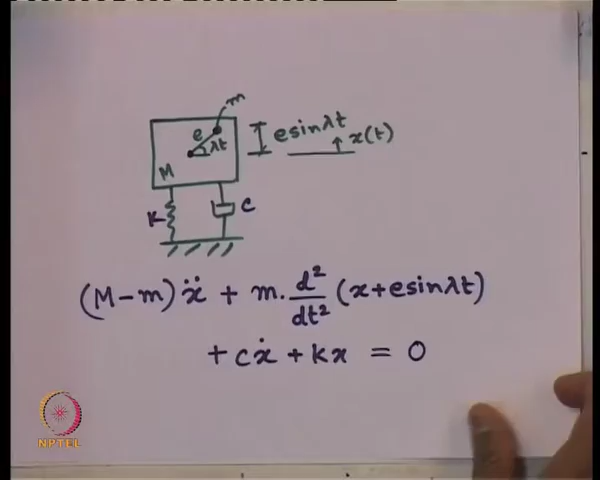 m
e
λt
e sin λt
x(t)
M
K
c
(M-m)ẍ + m. d²/dt² (x+e sin λt)
+ cẋ + kx = 0
NPTEL